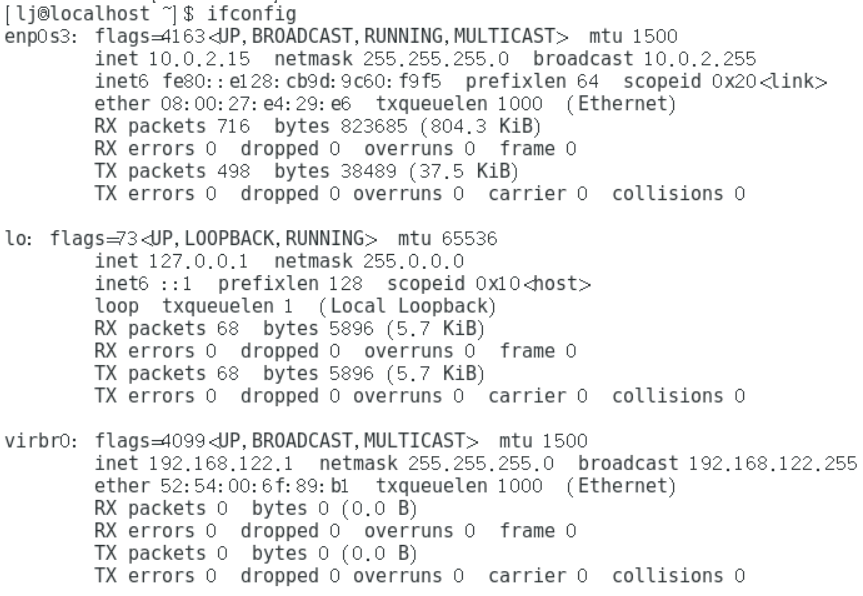 [lj@localhost ~]$ ifconfig
enp0s3: flags=4163<UP,BROADCAST,RUNNING,MULTICAST>  mtu 1500
        inet 10.0.2.15  netmask 255.255.255.0  broadcast 10.0.2.255
        inet6 fe80::e128:cb9d:9c60:f9f5  prefixlen 64  scopeid 0x20<link>
        ether 08:00:27:e4:29:e6  txqueuelen 1000  (Ethernet)
        RX packets 716  bytes 823685 (804.3 KiB)
        RX errors 0  dropped 0  overruns 0  frame 0
        TX packets 498  bytes 38489 (37.5 KiB)
        TX errors 0  dropped 0 overruns 0  carrier 0  collisions 0

lo: flags=73<UP,LOOPBACK,RUNNING>  mtu 65536
        inet 127.0.0.1  netmask 255.0.0.0
        inet6 ::1  prefixlen 128  scopeid 0x10<host>
        loop  txqueuelen 1  (Local Loopback)
        RX packets 68  bytes 5896 (5.7 KiB)
        RX errors 0  dropped 0  overruns 0  frame 0
        TX packets 68  bytes 5896 (5.7 KiB)
        TX errors 0  dropped 0 overruns 0  carrier 0  collisions 0

virbr0: flags=4099<UP,BROADCAST,MULTICAST>  mtu 1500
        inet 192.168.122.1  netmask 255.255.255.0  broadcast 192.168.122.255
        ether 52:54:00:6f:89:b1  txqueuelen 1000  (Ethernet)
        RX packets 0  bytes 0 (0.0 B)
        RX errors 0  dropped 0  overruns 0  frame 0
        TX packets 0  bytes 0 (0.0 B)
        TX errors 0  dropped 0 overruns 0  carrier 0  collisions 0